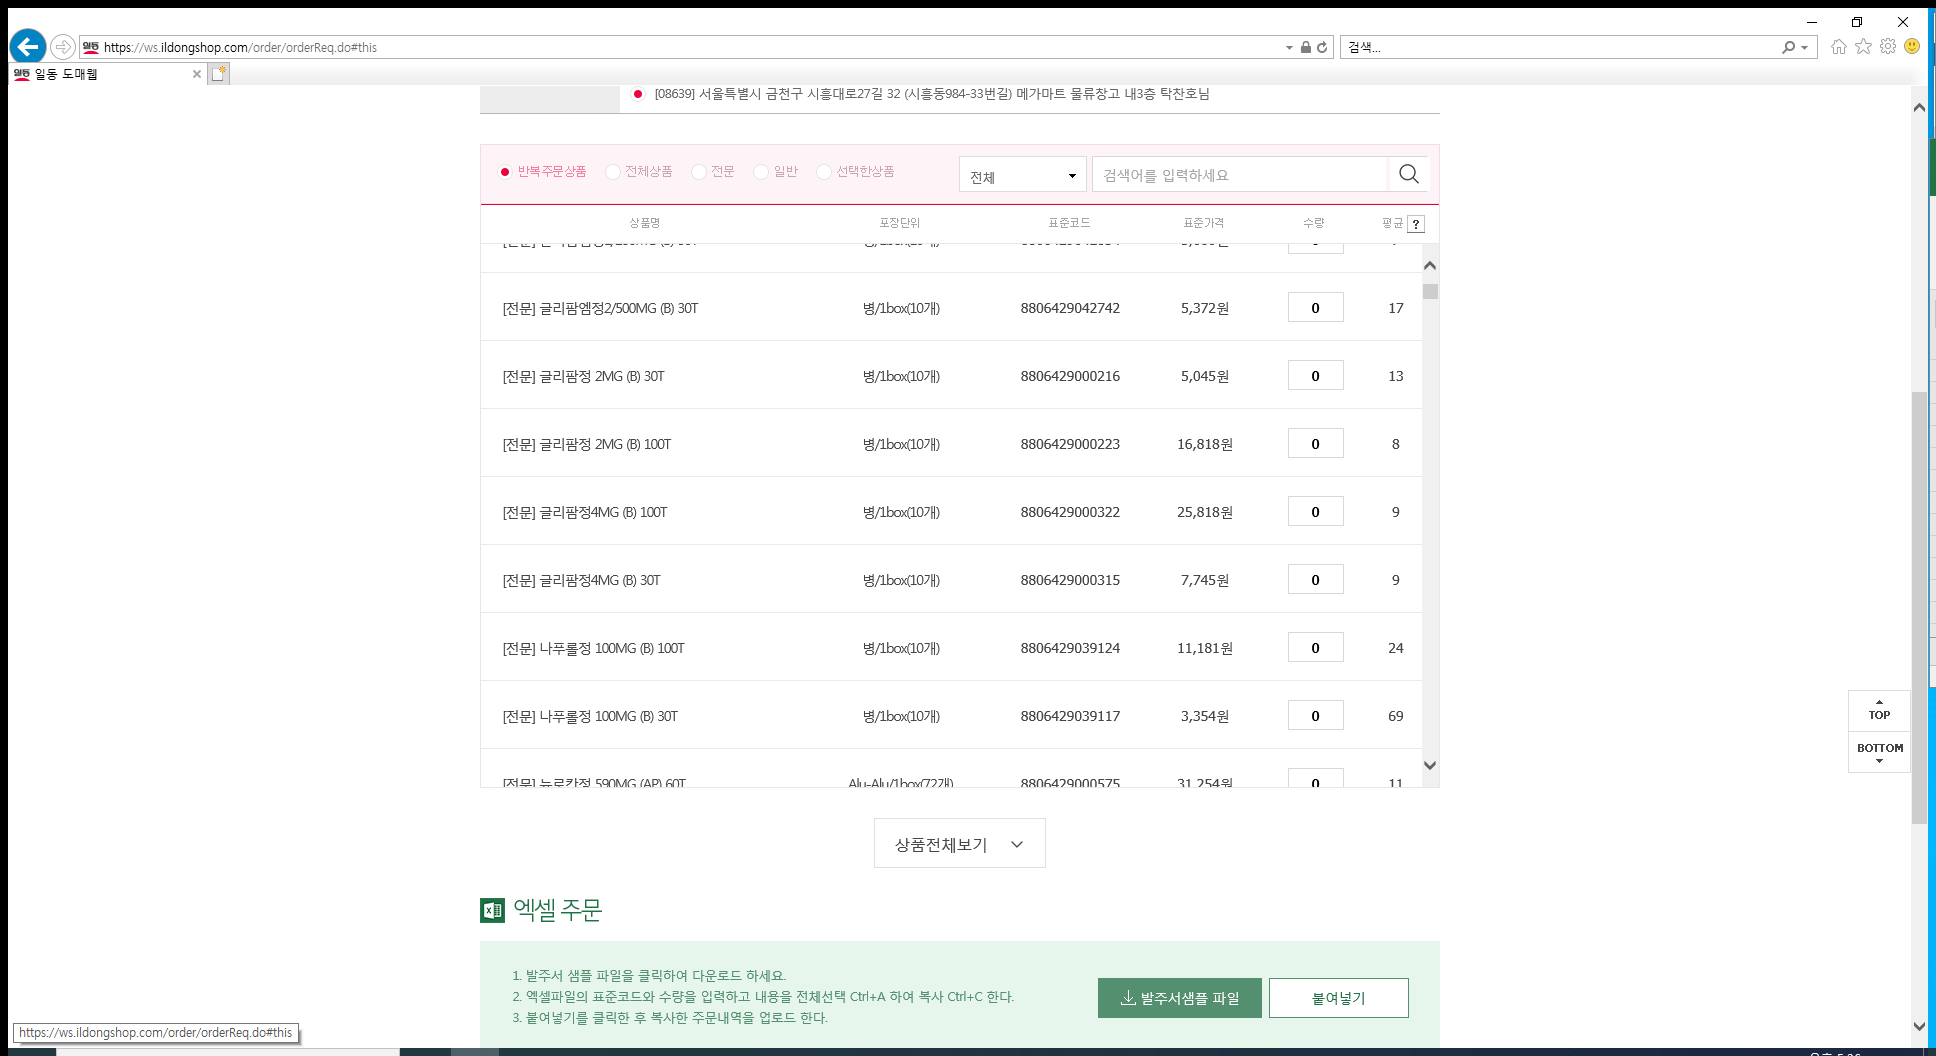 https://ws.ildongshop.com/order/orderReq.do#this
검색...
일동 도매웹
[08639] 서울특별시 금천구 시흥대로27길 32 (시흥동984-33번길) 메가마트 물류창고 내3층 탁찬호님
반복주문상품 전체상품 전문 일반 선택한상품 전체 검색어를 입력하세요
상품명 포장단위 표준코드 표준가격 수량 평균 ?
[전문] 글리팜엠정2/500MG (B) 30T 병/1box(10개) 8806429042742 5,372원 0 17
[전문] 글리팜정 2MG (B) 30T 병/1box(10개) 8806429000216 5,045원 0 13
[전문] 글리팜정 2MG (B) 100T 병/1box(10개) 8806429000223 16,818원 0 8
[전문] 글리팜정4MG (B) 100T 병/1box(10개) 8806429000322 25,818원 0 9
[전문] 글리팜정4MG (B) 30T 병/1box(10개) 8806429000315 7,745원 0 9
[전문] 나푸롤정 100MG (B) 100T 병/1box(10개) 8806429039124 11,181원 0 24
[전문] 나푸롤정 100MG (B) 30T 병/1box(10개) 8806429039117 3,354원 0 69
[전문] 뉴로칸정 590MG (AP) 60T Alu-Alu/1box(72개) 8806429000575 31,254원 0 11
TOP
BOTTOM
상품전체보기
엑셀 주문
1. 발주서 샘플 파일을 클릭하여 다운로드 하세요.
2. 엑셀파일의 표준코드와 수량을 입력하고 내용을 전체선택 Ctrl+A 하여 복사 Ctrl+C 한다.
3. 붙여넣기를 클릭한 후 복사한 주문내역을 업로드 한다.
발주서샘플 파일 붙여넣기
https://ws.ildongshop.com/order/orderReq.do#this